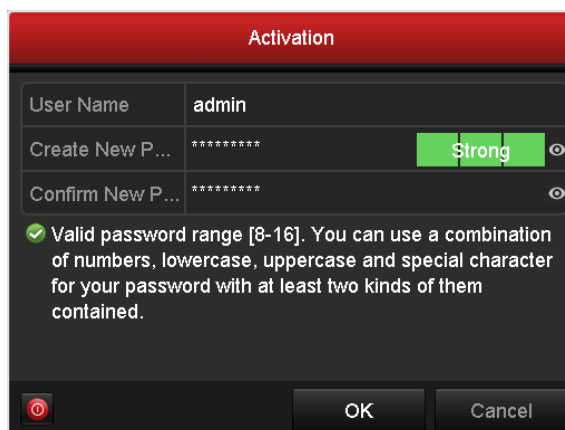 Activation
User Name admin
Create New P... ********* Strong
Confirm New P... *********
Valid password range [8-16]. You can use a combination
of numbers, lowercase, uppercase and special character
for your password with at least two kinds of them
contained.
OK Cancel